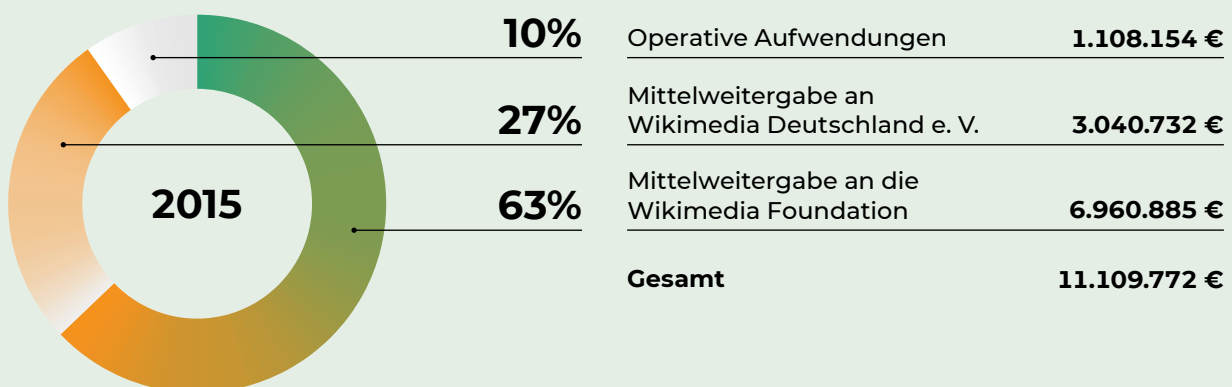 10% Operative Aufwendungen 1.108.154 €
Mittelweitergabe an
27% Wikimedia Deutschland e. V. 3.040.732 €
Mittelweitergabe an die
2015 63% Wikimedia Foundation 6.960.885 €
Gesamt 11.109.772 €